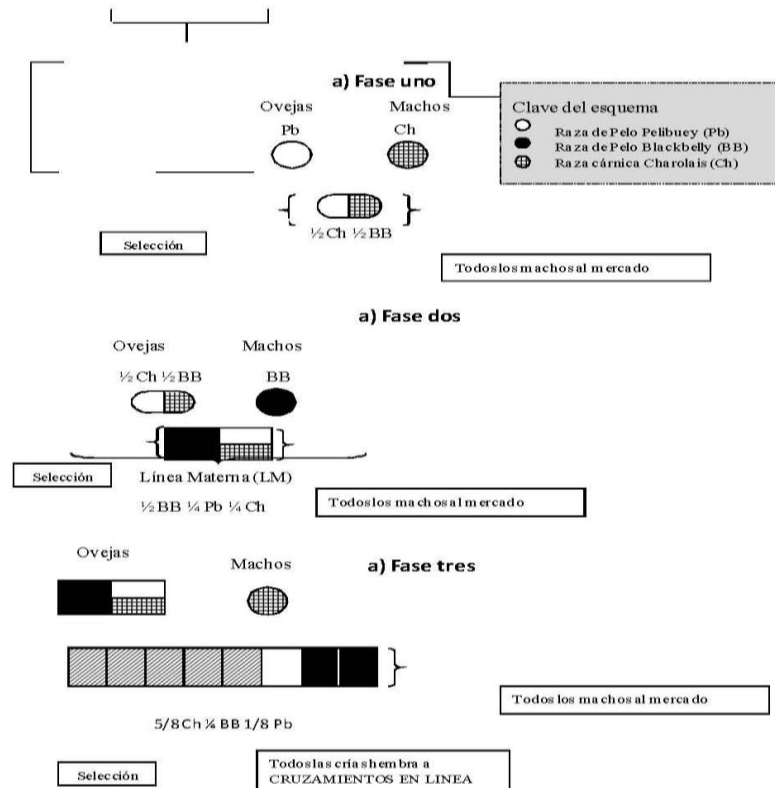 a) Fase uno
Ovejas Machos
Pb Ch
Clave del esquema
Raza de Pelo Pelibuey (Pb)
Raza de Pelo Blackbelly (BB)
Raza cárnica Charolais (Ch)
½ Ch ½ BB
Selección
Todos los machos al mercado
a) Fase dos
Ovejas Machos
½ Ch ½ BB BB
Selección
Línea Materna (LM)
½ BB ¼ Pb ¼ Ch
Todos los machos al mercado
a) Fase tres
Ovejas
Machos
Todos los machos al mercado
5/8 Ch ¼ BB 1/8 Pb
Selección
Todos las crías hembra a
CRUZAMIENTOS EN LINEA